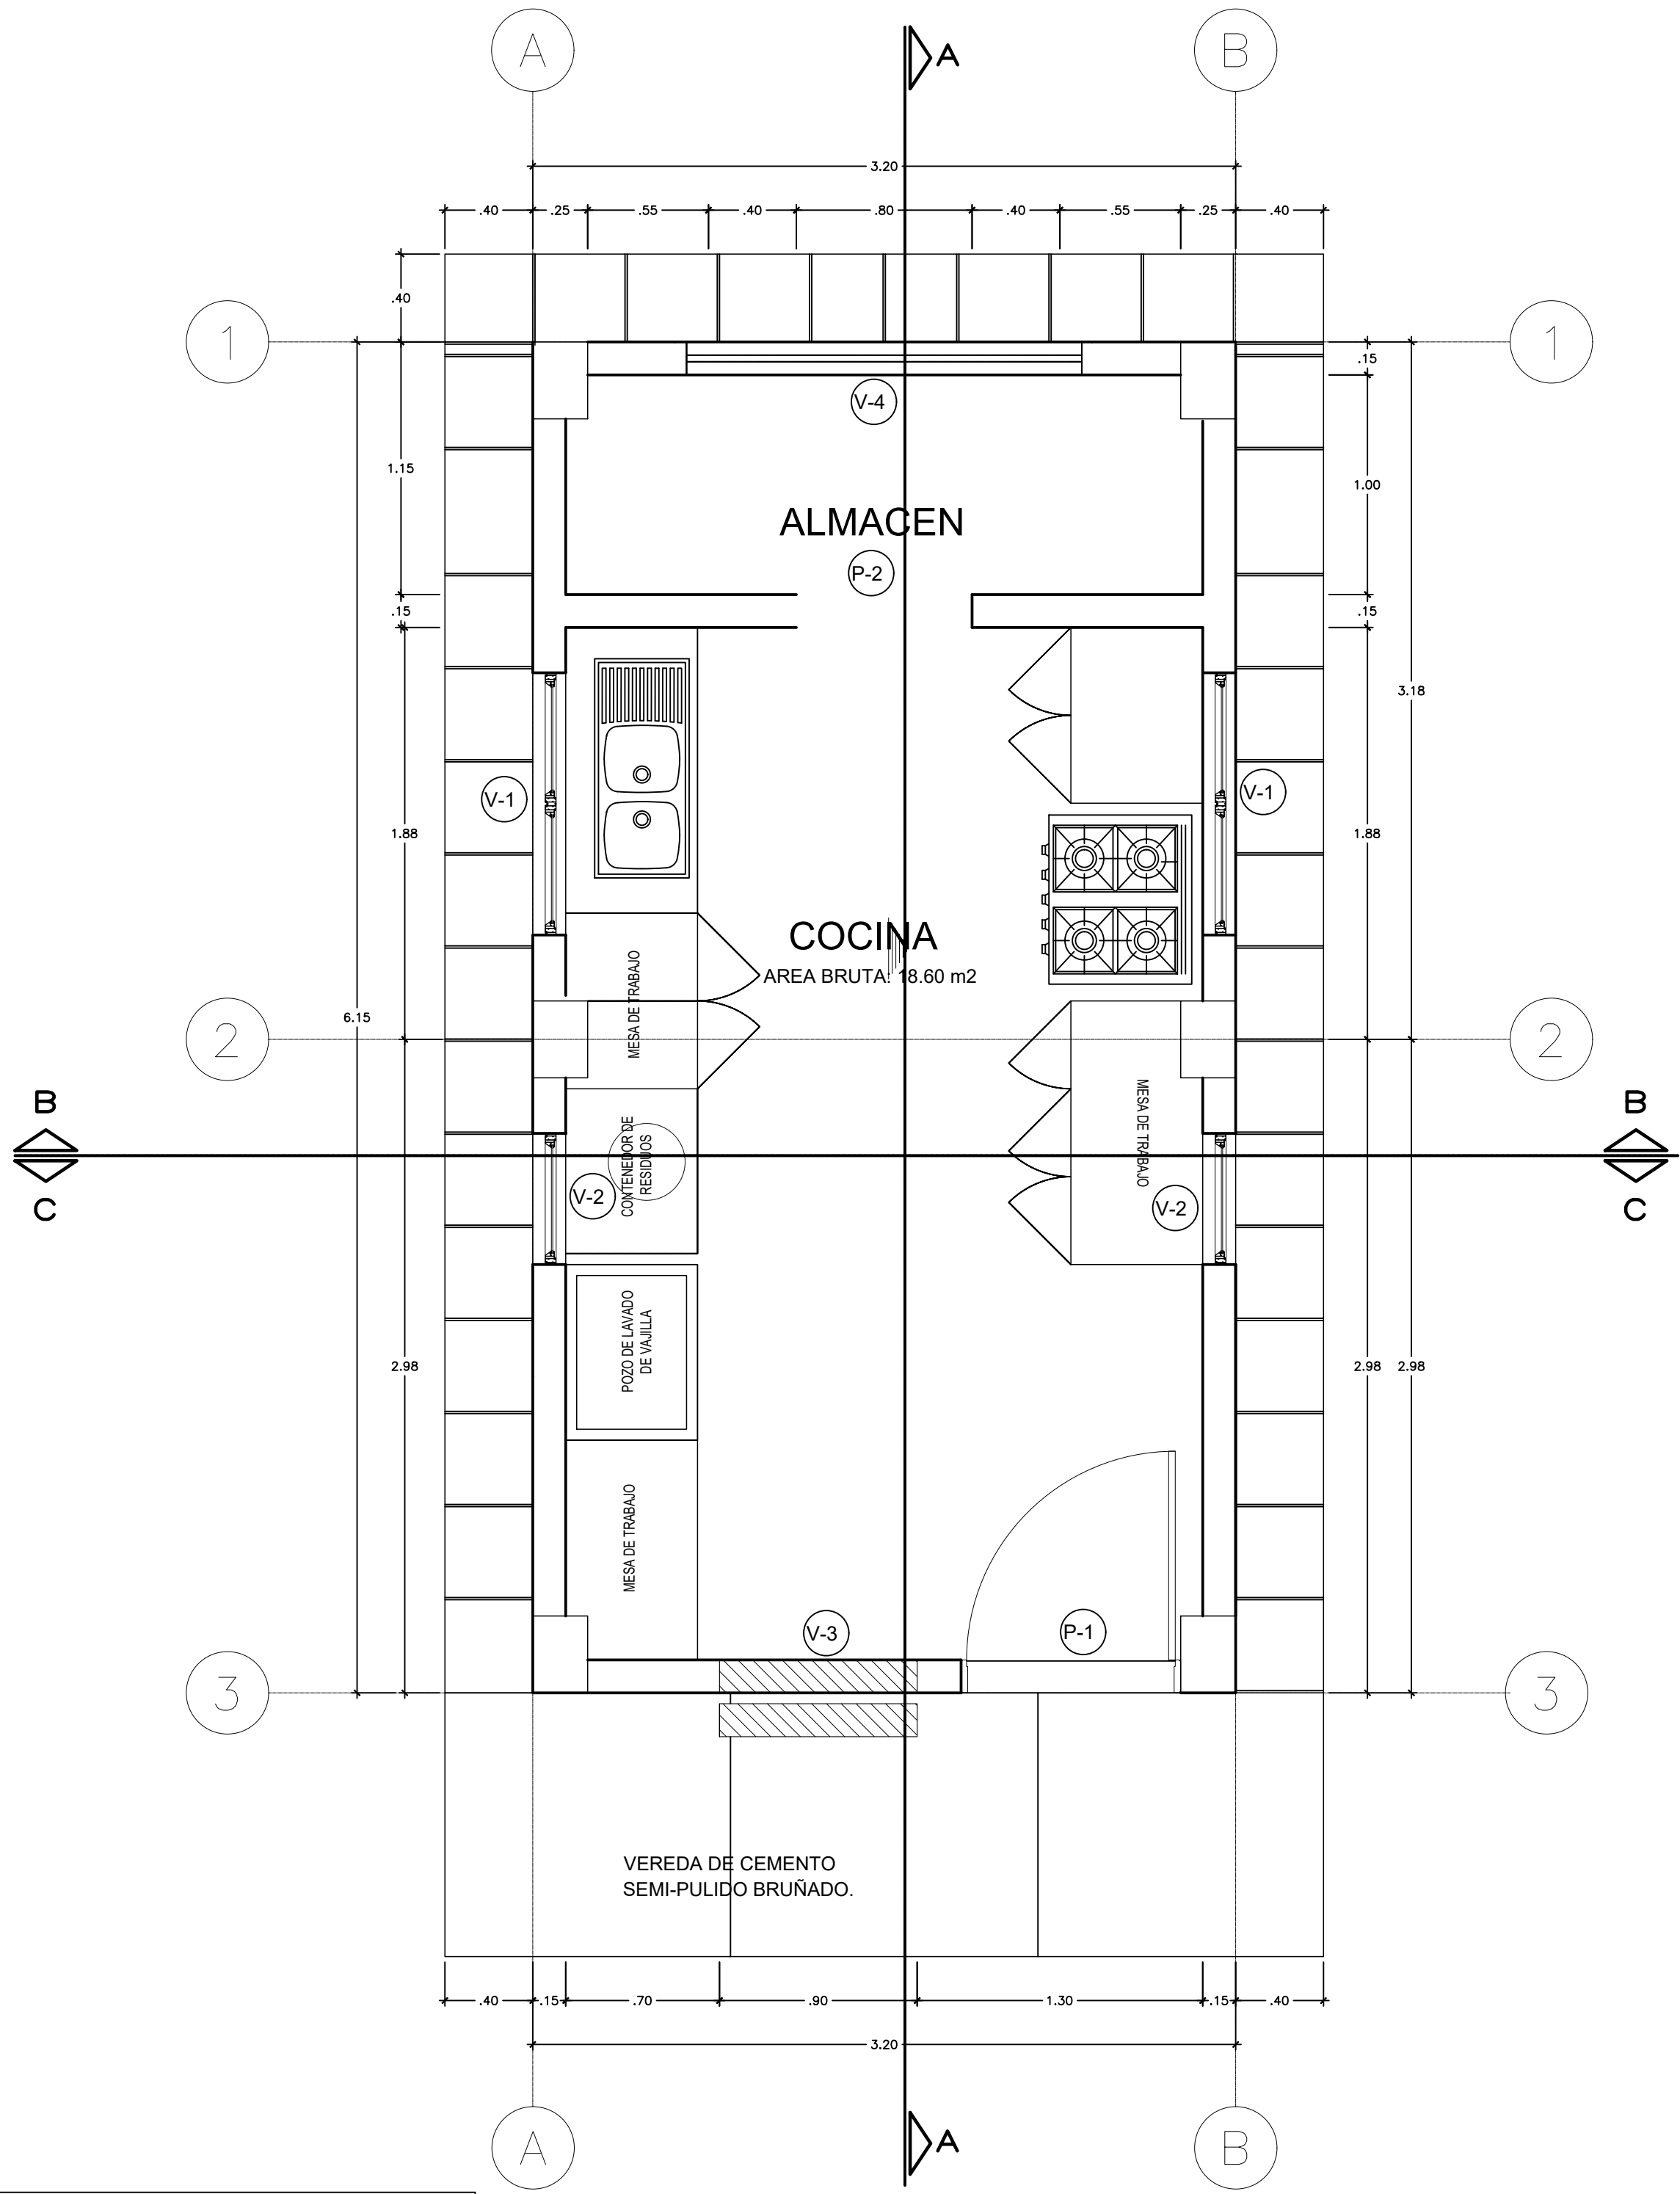 A
A
B
3.20
.40
.25
.55
.40
.80
.40
.55
.25
.40
.40
1
1
.15
V-4
1.15
1.00
ALMACEN
P-2
.15
.15
3.18
V-1
V-1
1.88
1.88
COCINA
AREA BRUTA: 18.60 m2
MESA DE TRABAJO
6.15
2
2
B
B
MESA DE TRABAJO
CONTENEDOR DE
RESIDUOS
V-2
V-2
C
C
POZO DE LAVADO
DE VAJILLA
2.98
2.98
2.98
MESA DE TRABAJO
V-3
P-1
3
3
VEREDA DE CEMENTO
SEMI-PULIDO BRUÑADO.
.40
.15
.70
.90
1.30
.15
.40
3.20
A
A
B